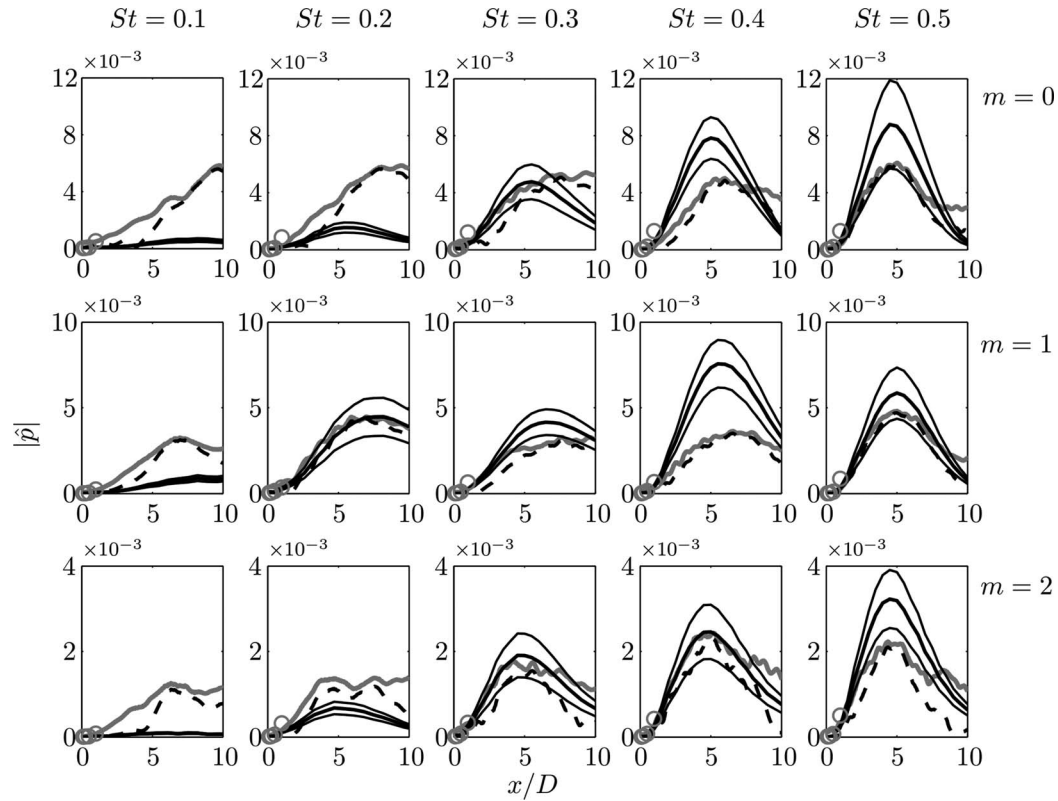 St = 0.1 St = 0.2 St = 0.3 St = 0.4 St = 0.5
×10⁻³ ×10⁻³ ×10⁻³ ×10⁻³ ×10⁻³
12 12 12 12 12
m = 0
8 8 8 8 8
4 4 4 4 4
0 0 0 0 0
0 5 10 0 5 10 0 5 10 0 5 10 0 5 10
×10⁻³ ×10⁻³ ×10⁻³ ×10⁻³ ×10⁻³
10 10 10 10 10
m = 1
5 5 5 5 5
|p̂|
0 0 0 0 0
0 5 10 0 5 10 0 5 10 0 5 10 0 5 10
×10⁻³ ×10⁻³ ×10⁻³ ×10⁻³ ×10⁻³
4 4 4 4 4
m = 2
2 2 2 2 2
0 0 0 0 0
0 5 10 0 5 10 0 5 10 0 5 10 0 5 10
x/D